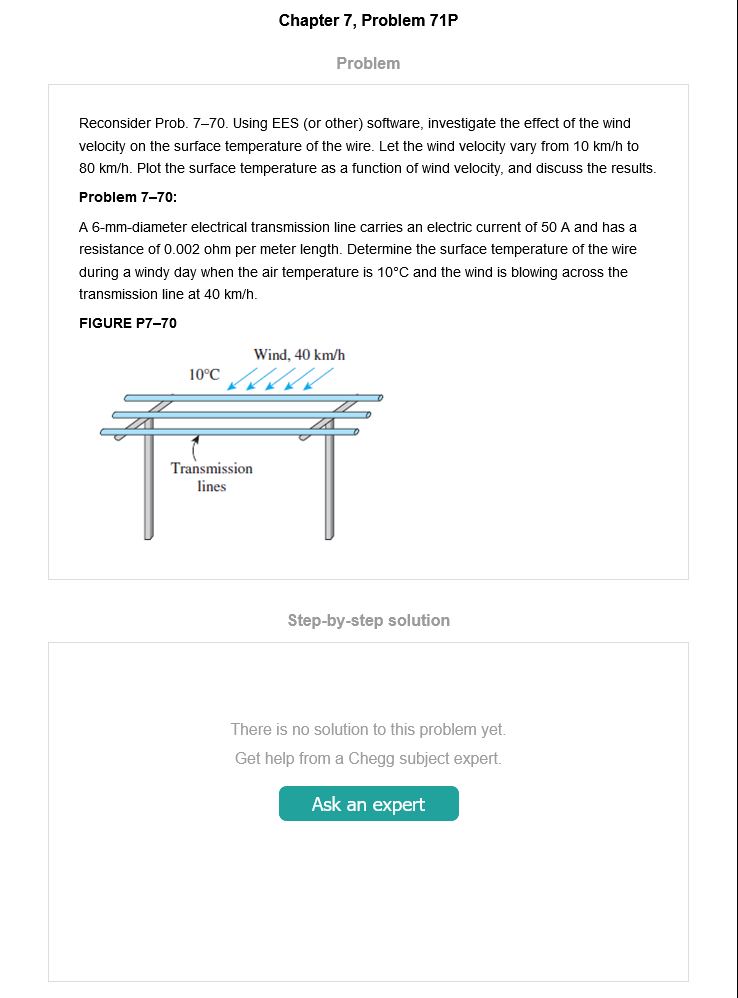 Chapter 7, Problem 71P
Problem
Reconsider Prob. 7–70. Using EES (or other) software, investigate the effect of the wind
velocity on the surface temperature of the wire. Let the wind velocity vary from 10 km/h to
80 km/h. Plot the surface temperature as a function of wind velocity, and discuss the results.
Problem 7–70:
A 6-mm-diameter electrical transmission line carries an electric current of 50 A and has a
resistance of 0.002 ohm per meter length. Determine the surface temperature of the wire
during a windy day when the air temperature is 10°C and the wind is blowing across the
transmission line at 40 km/h.
FIGURE P7–70
Wind, 40 km/h
10°C
Transmission
lines
Step-by-step solution
There is no solution to this problem yet.
Get help from a Chegg subject expert.
Ask an expert